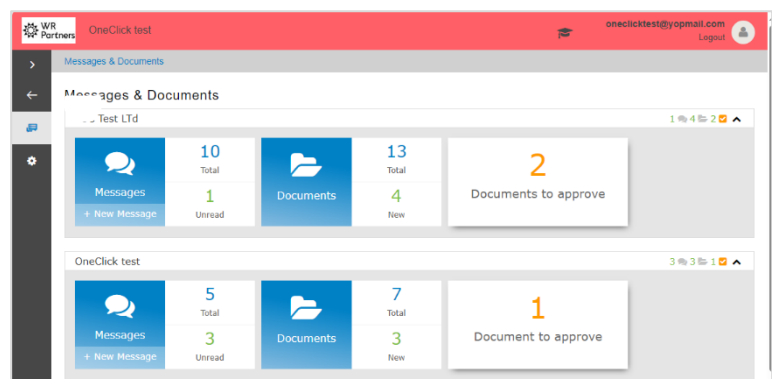 WR
Partners
OneClick test
oneclicktest@yopmail.com
Logout
Messages & Documents
Messages & Documents
Test LTd
1 4 2
10
Total
13
Total
2
Messages
1
Documents
4
Documents to approve
+ New Message
Unread
New
OneClick test
3 3 1
5
Total
7
Total
1
Messages
3
Documents
3
Document to approve
+ New Message
Unread
New